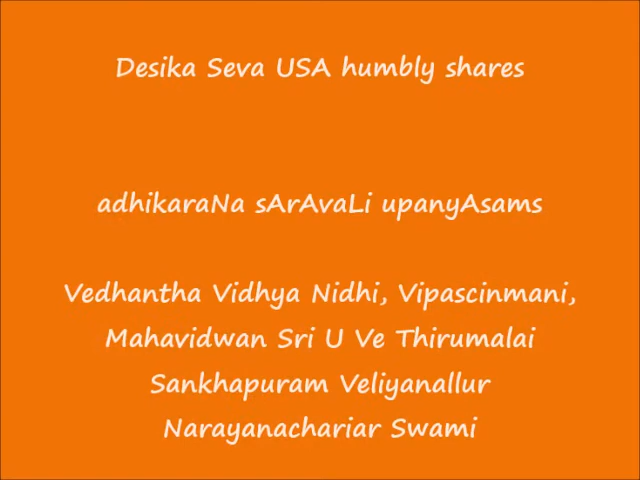 Desika Seva USA humbly shares
adhikaraNa sArAvaLi upanyAsams
Vedhantha Vidhya Nidhi, Vipascinmani,
Mahavidwan Sri U Ve Thirumalai
Sankhapuram Veliyanallur
Narayanachariar Swami